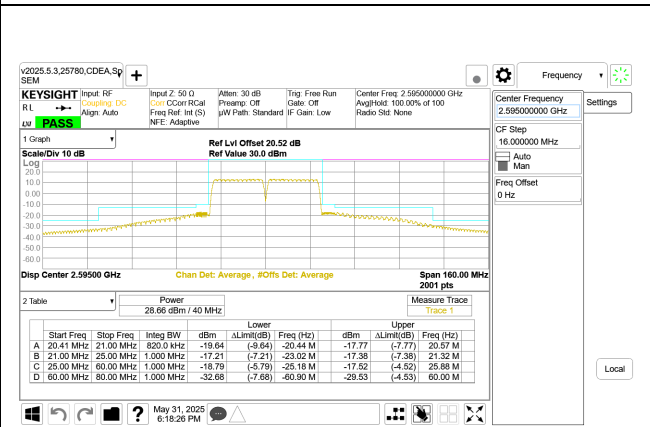 v2025.5.3,25780,CDEA,Sp
SEM
+
Frequency
KEYSIGHT
Input: RF
Coupling: DC
Align: Auto
Input Z: 50 Ω
Corr CCorr RCal
Freq Ref: Int (S)
NFE: Adaptive
Atten: 30 dB
Preamp: Off
µW Path: Standard
Trig: Free Run
Gate: Off
IF Gain: Low
Center Freq: 2.595000000 GHz
Avg|Hold: 100.00% of 100
Radio Std: None
RL
LXI
PASS
Center Frequency
2.595000000 GHz
Settings
CF Step
16.000000 MHz
Auto
Man
Freq Offset
0 Hz
1 Graph
Ref Lvl Offset 20.52 dB
Scale/Div 10 dB
Ref Value 30.0 dBm
Log
20.0
10.0
0.00
-10.0
-20.0
-30.0
-40.0
-50.0
-60.0
Disp Center 2.59500 GHz
Chan Det: Average , #Offs Det: Average
Span 160.00 MHz
2001 pts
2 Table
Power
28.66 dBm / 40 MHz
Measure Trace
Trace 1
Lower Upper
Start Freq Stop Freq Integ BW dBm ΔLimit(dB) Freq (Hz) dBm ΔLimit(dB) Freq (Hz)
A 20.41 MHz 21.00 MHz 820.0 kHz -19.64 (-9.64) -20.44 M -17.77 (-7.77) 20.57 M
B 21.00 MHz 25.00 MHz 1.000 MHz -17.21 (-7.21) -23.02 M -17.38 (-7.38) 21.32 M
C 25.00 MHz 60.00 MHz 1.000 MHz -18.79 (-5.79) -25.18 M -17.52 (-4.52) 25.88 M
D 60.00 MHz 80.00 MHz 1.000 MHz -32.68 (-7.68) -60.90 M -29.53 (-4.53) 60.00 M
Local
?
May 31, 2025
6:18:26 PM